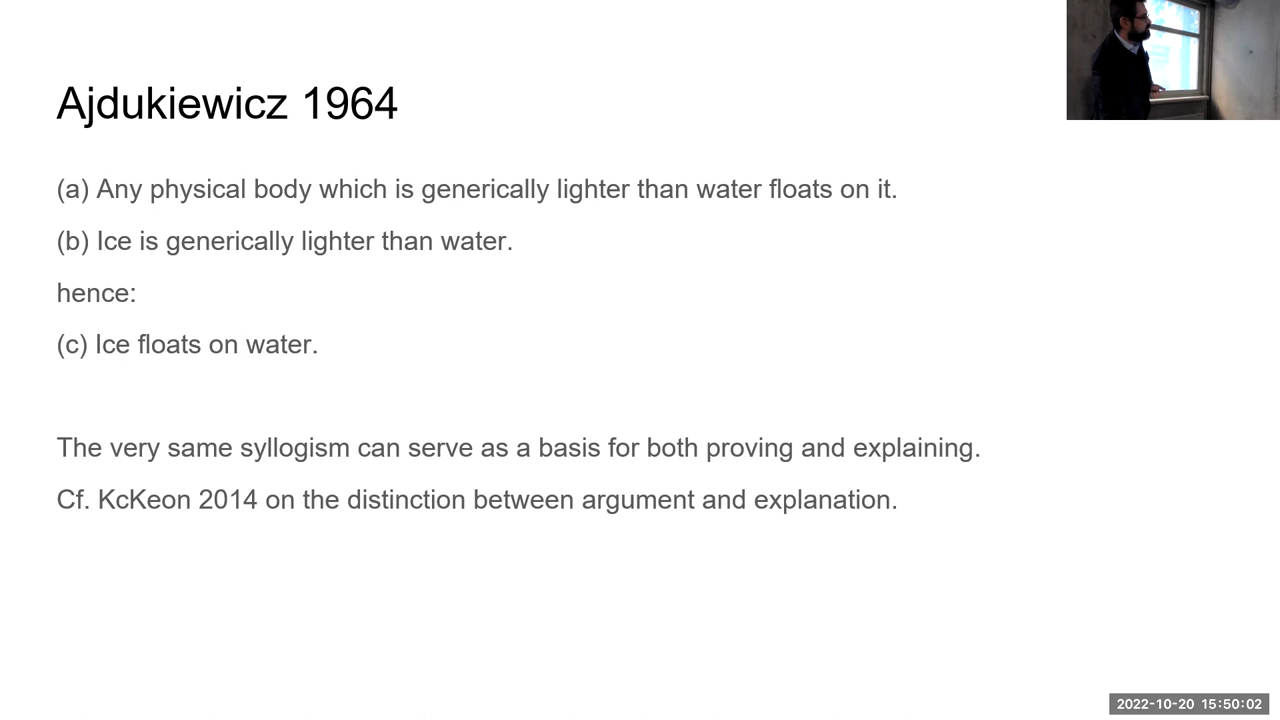 Ajdukiewicz 1964
(a) Any physical body which is generically lighter than water floats on it.
(b) Ice is generically lighter than water.
hence:
(c) Ice floats on water.
The very same syllogism can serve as a basis for both proving and explaining.
Cf. KcKeon 2014 on the distinction between argument and explanation.
2022-10-20 15:50:02